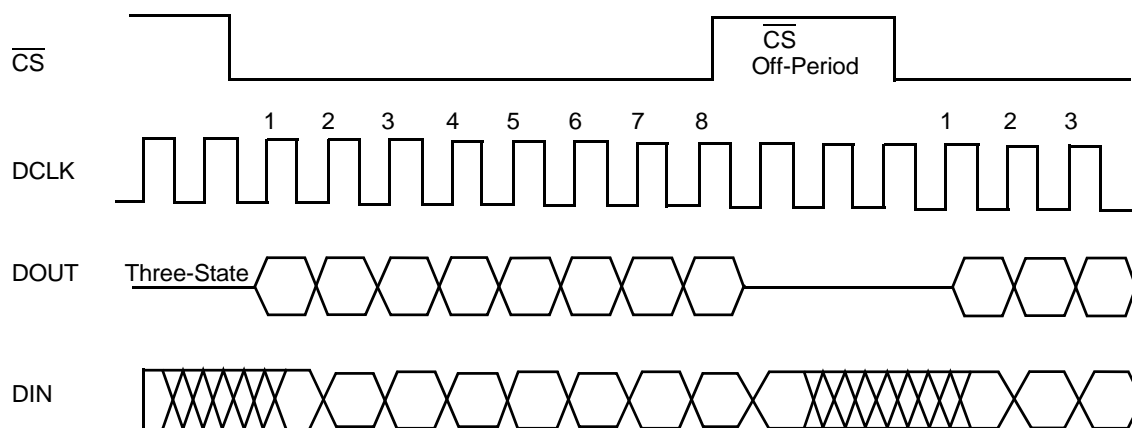 CS
CS
Off-Period
1 2 3 4 5 6 7 8 1 2 3
DCLK
DOUT Three-State
DIN